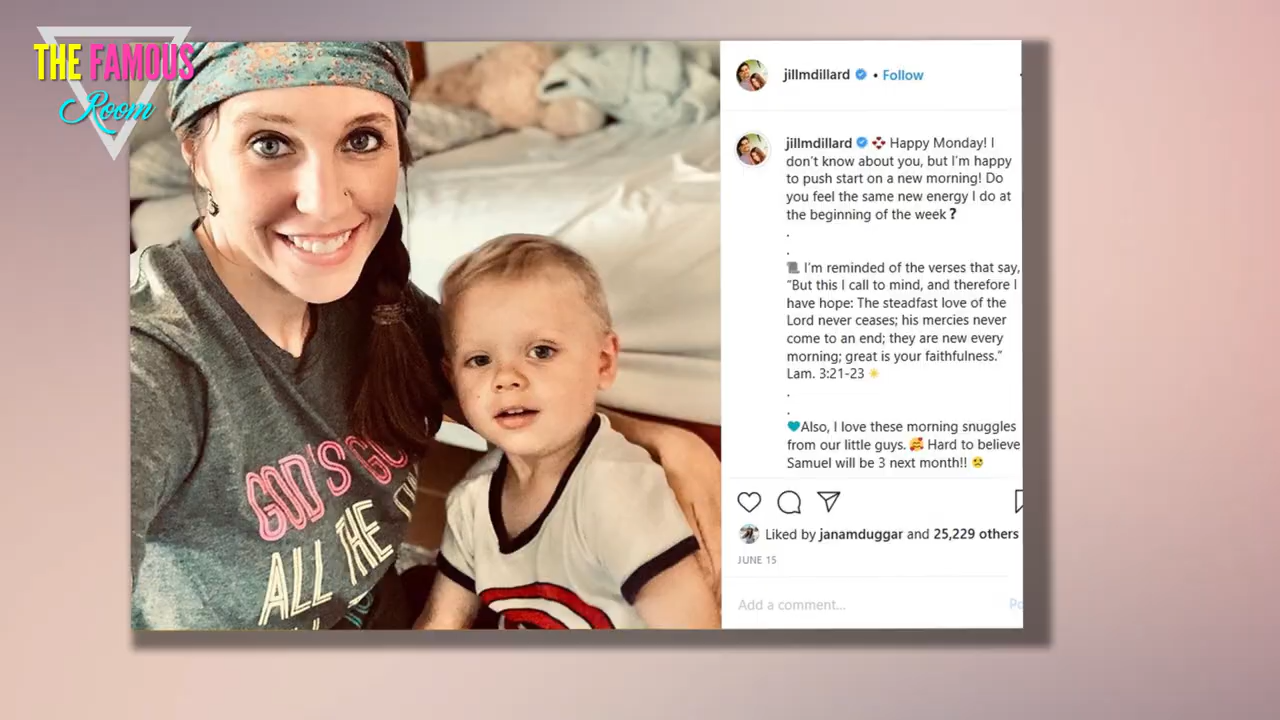 THE FAMOUS
Room
jillmdillard • Follow
jillmdillard Happy Monday! I
don't know about you, but I'm happy
to push start on a new morning! Do
you feel the same new energy I do at
the beginning of the week❓
.
.
📜 I'm reminded of the verses that say,
"But this I call to mind, and therefore I
have hope: The steadfast love of the
Lord never ceases; his mercies never
come to an end; they are new every
morning; great is your faithfulness."
Lam. 3:21-23 ☀️
.
.
Also, I love these morning snuggles
from our little guys. 🥰 Hard to believe
Samuel will be 3 next month!! 😢
Liked by janamduggar and 25,229 others
JUNE 15
Add a comment...
GOD'S
ALL THE